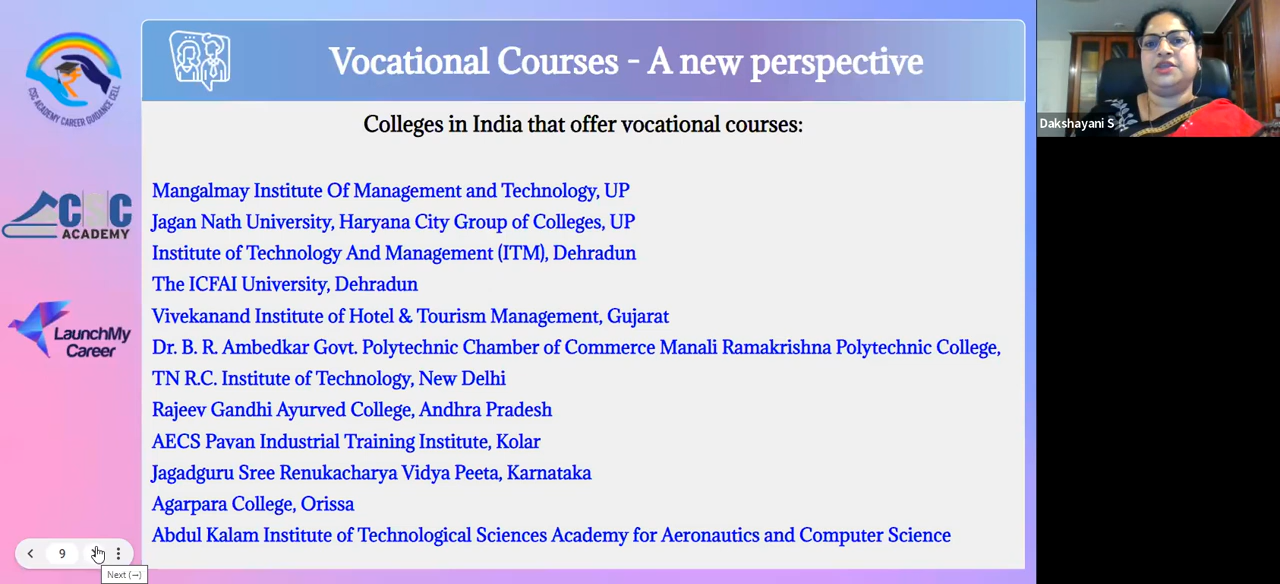 Vocational Courses - A new perspective
Colleges in India that offer vocational courses:
Mangalmay Institute Of Management and Technology, UP
Jagan Nath University, Haryana City Group of Colleges, UP
Institute of Technology And Management (ITM), Dehradun
The ICFAI University, Dehradun
Vivekanand Institute of Hotel & Tourism Management, Gujarat
Dr. B. R. Ambedkar Govt. Polytechnic Chamber of Commerce Manali Ramakrishna Polytechnic College,
TN R.C. Institute of Technology, New Delhi
Rajeev Gandhi Ayurved College, Andhra Pradesh
AECS Pavan Industrial Training Institute, Kolar
Jagadguru Sree Renukacharya Vidya Peeta, Karnataka
Agarpara College, Orissa
Abdul Kalam Institute of Technological Sciences Academy for Aeronautics and Computer Science
CSC ACADEMY CAREER GUIDANCE CELL
CSC
ACADEMY
LaunchMy
Career
9
Next (→)
Dakshayani S